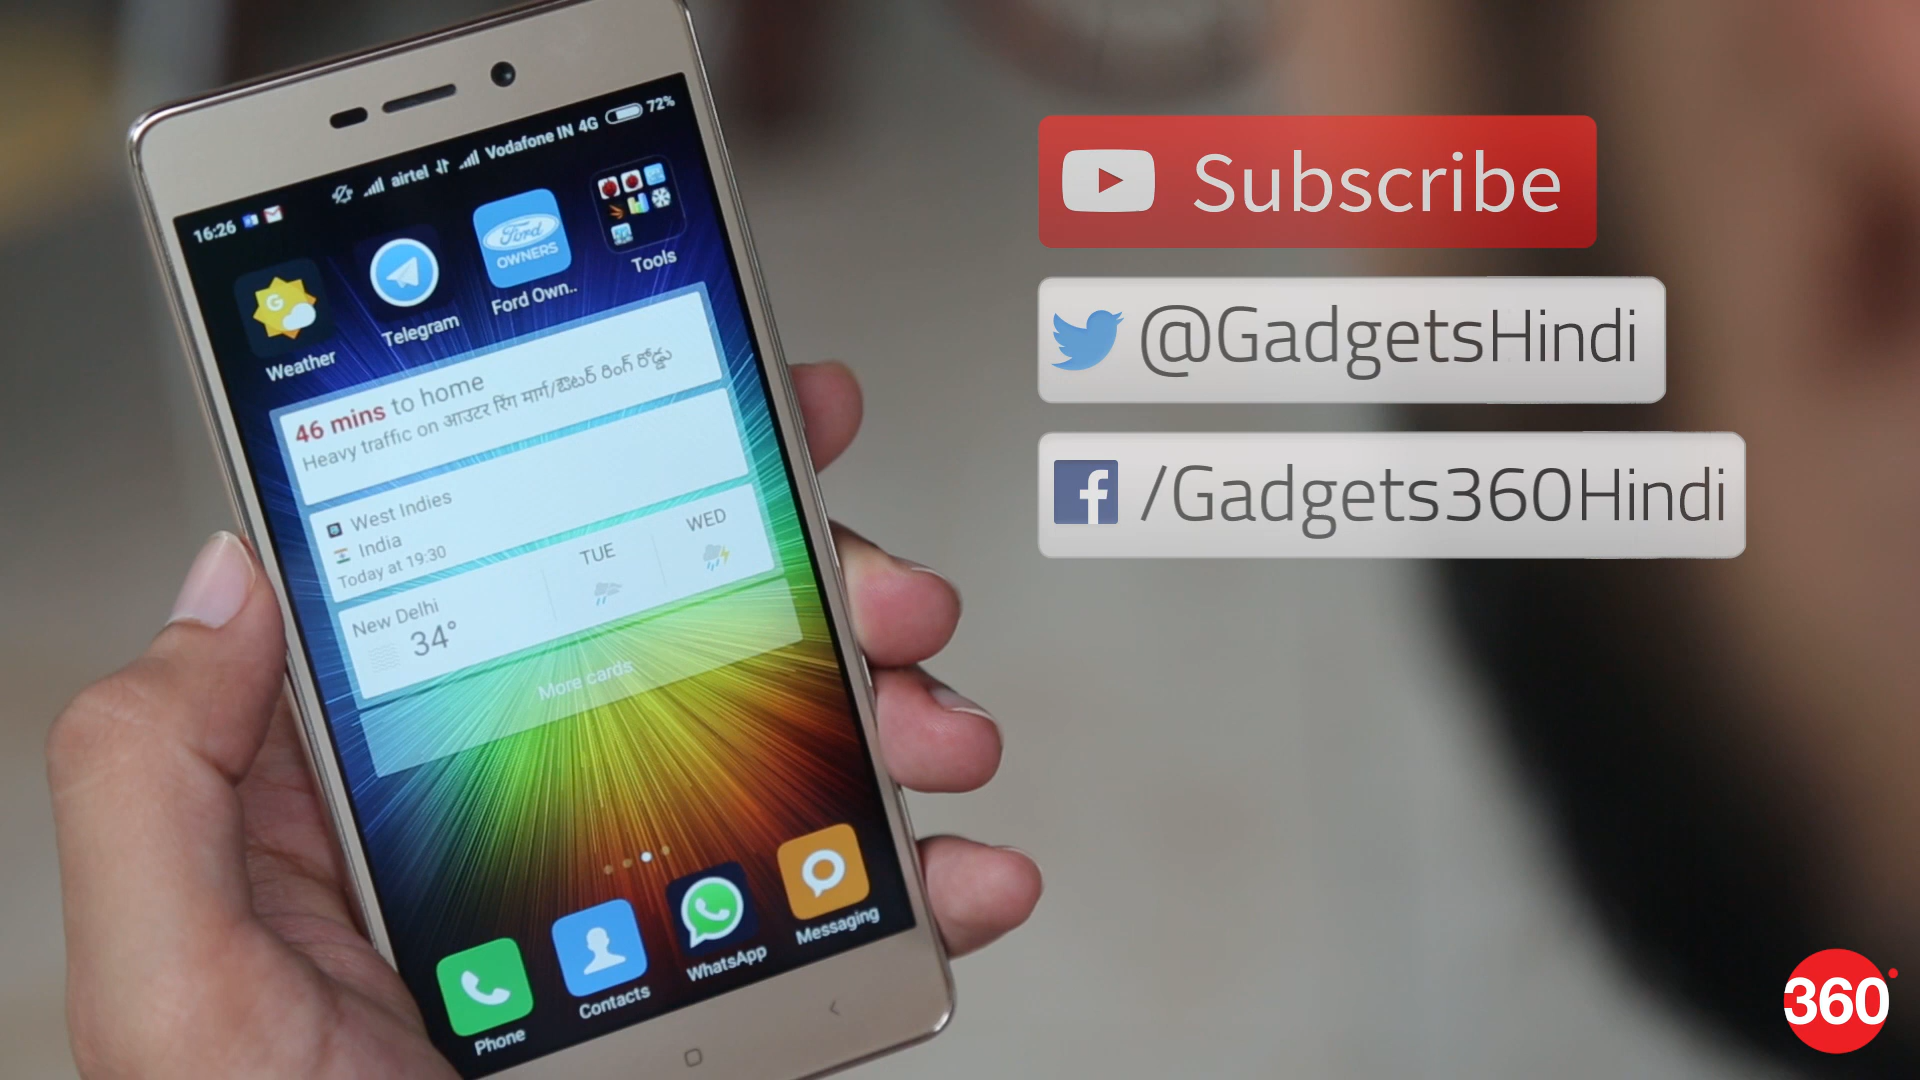 16:26 airtel Vodafone IN 4G 72%
Weather
Telegram
Ford
OWNERS
Ford Own..
Tools
46 mins to home
Heavy traffic on आउटर रिंग मार्ग/ఔటర్ రింగ్ రోడ్డు
West Indies
India
Today at 19:30
New Delhi
34°
TUE
WED
More cards
Phone
Contacts
WhatsApp
Messaging
Subscribe
@GadgetsHindi
/Gadgets360Hindi
360